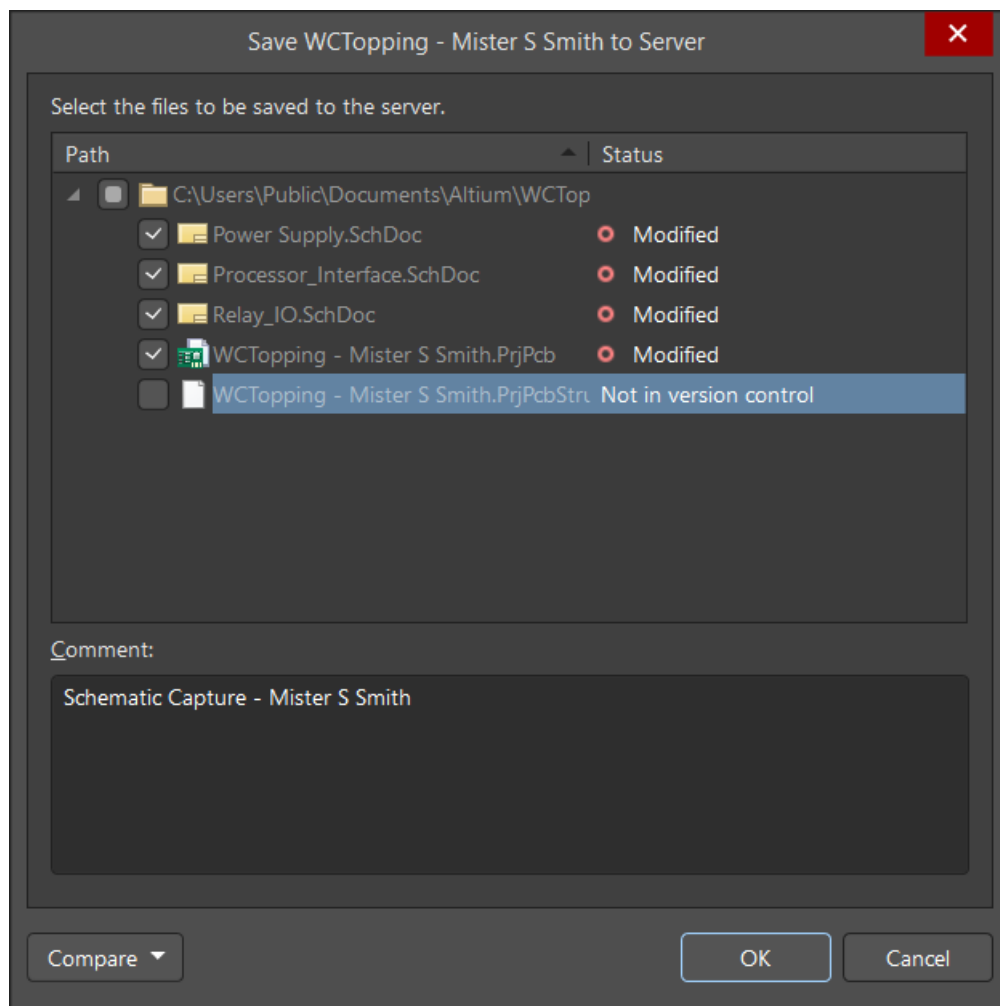 Save WCTopping - Mister S Smith to Server
Select the files to be saved to the server.
Path Status
C:\Users\Public\Documents\Altium\WCTop
Power Supply.SchDoc Modified
Processor_Interface.SchDoc Modified
Relay_IO.SchDoc Modified
WCTopping - Mister S Smith.PrjPcb Modified
WCTopping - Mister S Smith.PrjPcbStru Not in version control
Comment:
Schematic Capture - Mister S Smith
Compare OK Cancel